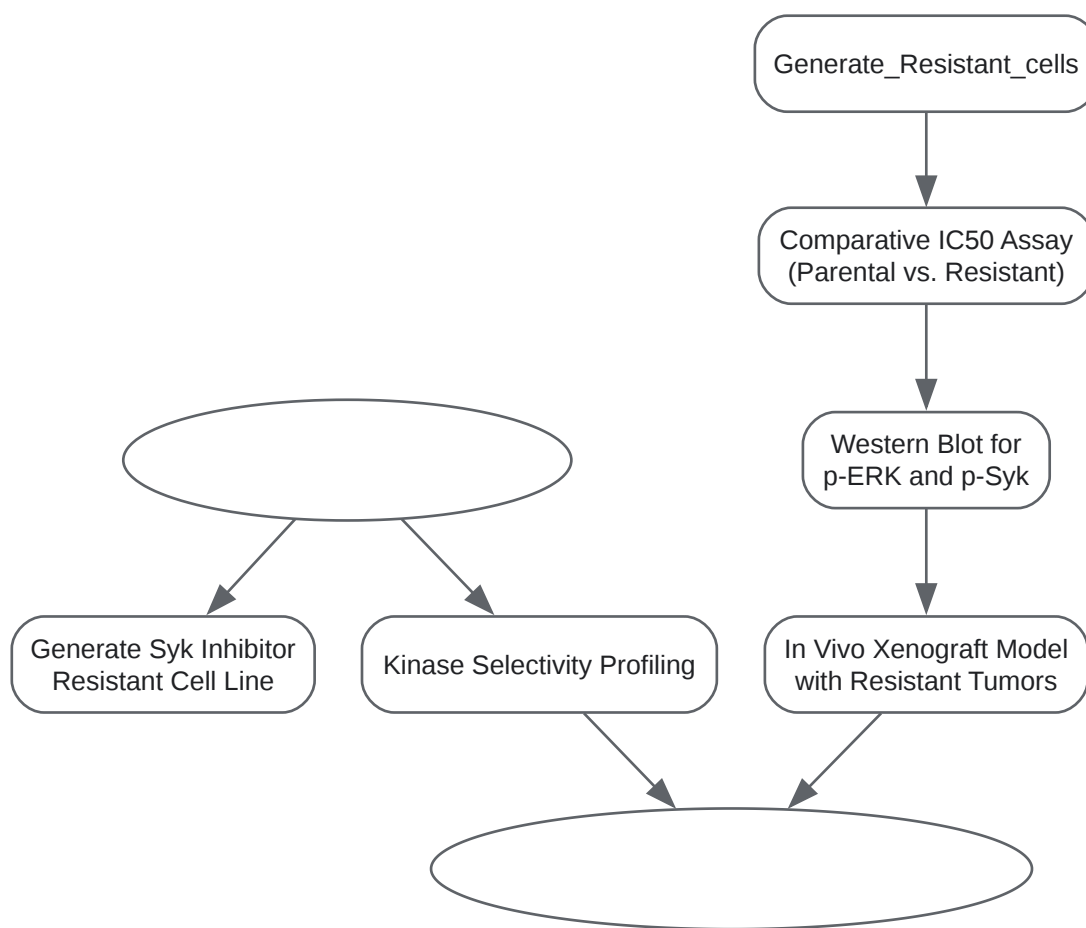 Generate_Resistant_cells
Comparative IC50 Assay
(Parental vs. Resistant)
Western Blot for
p-ERK and p-Syk
Generate Syk Inhibitor
Resistant Cell Line
Kinase Selectivity Profiling
In Vivo Xenograft Model
with Resistant Tumors